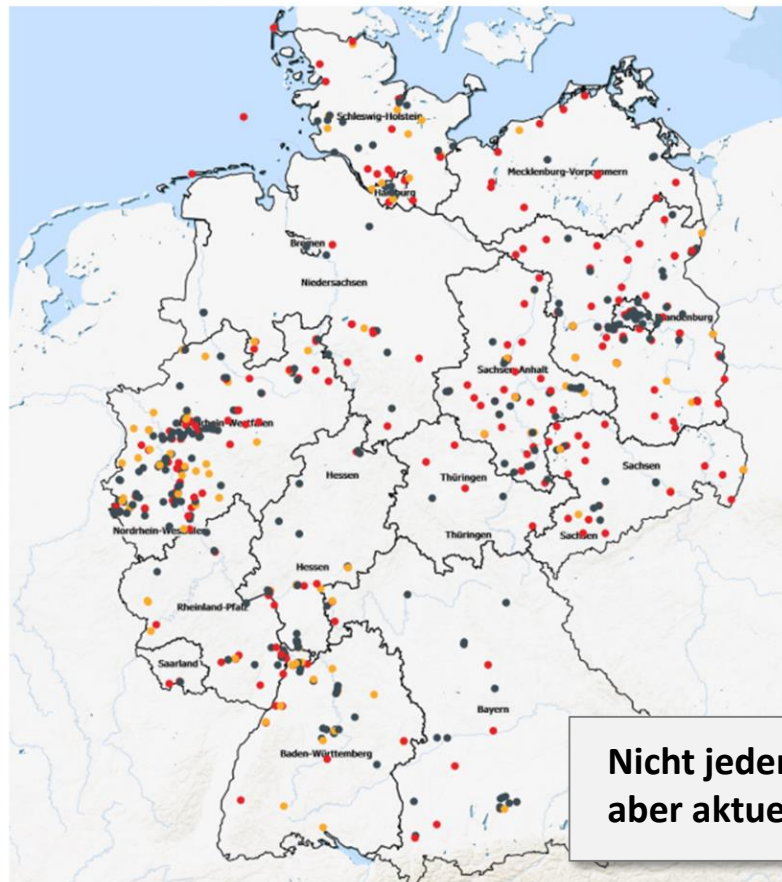 Schleswig-Holstein
Mecklenburg-Vorpommern
Hamburg
Bremen
Niedersachsen
Brandenburg
Sachsen-Anhalt
Nordrhein-Westfalen
Hessen
Thüringen
Sachsen
Nordrhein-Westfalen
Thüringen
Sachsen
Hessen
Rheinland-Pfalz
Saarland
Bayern
Baden-Württemberg
Nicht jeder
aber aktue